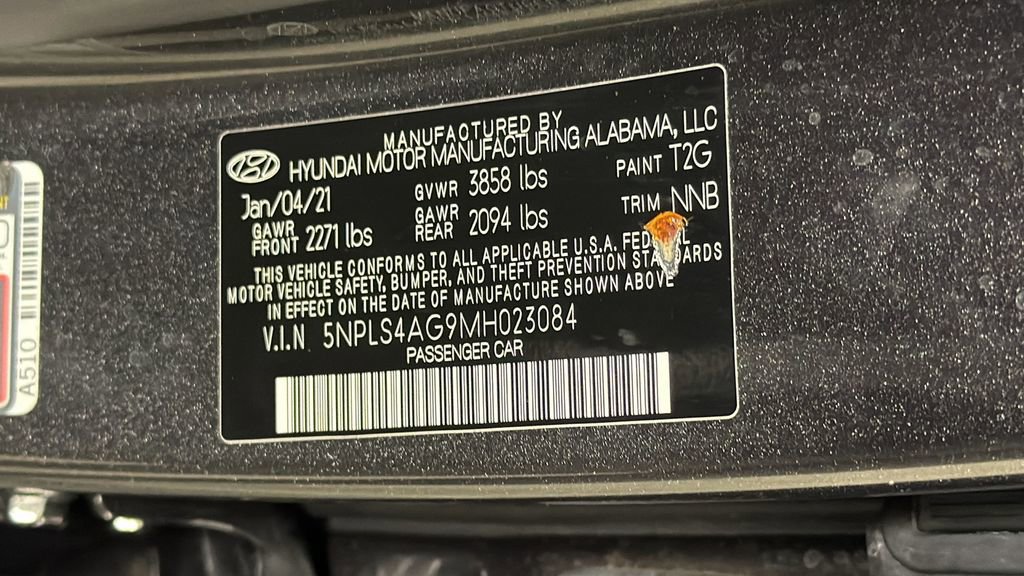 MANUFACTURED BY
HYUNDAI MOTOR MANUFACTURING ALABAMA, LLC
Jan/04/21 GVWR 3858 lbs PAINT T2G
GAWR FRONT 2271 lbs GAWR REAR 2094 lbs TRIM NNB
THIS VEHICLE CONFORMS TO ALL APPLICABLE U.S.A. FEDERAL
MOTOR VEHICLE SAFETY, BUMPER, AND THEFT PREVENTION STANDARDS
IN EFFECT ON THE DATE OF MANUFACTURE SHOWN ABOVE
V.I.N 5NPLS4AG9MH023084
PASSENGER CAR
A510